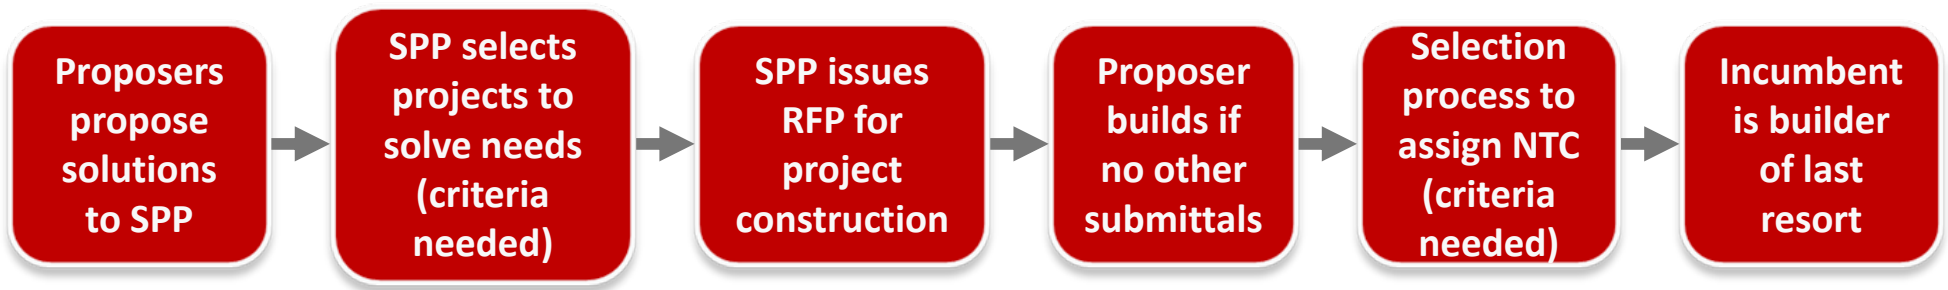 Proposers
propose
solutions
to SPP
SPP selects
projects to
solve needs
(criteria
needed)
SPP issues
RFP for
project
construction
Proposer
builds if
no other
submittals
Selection
process to
assign NTC
(criteria
needed)
Incumbent
is builder
of last
resort